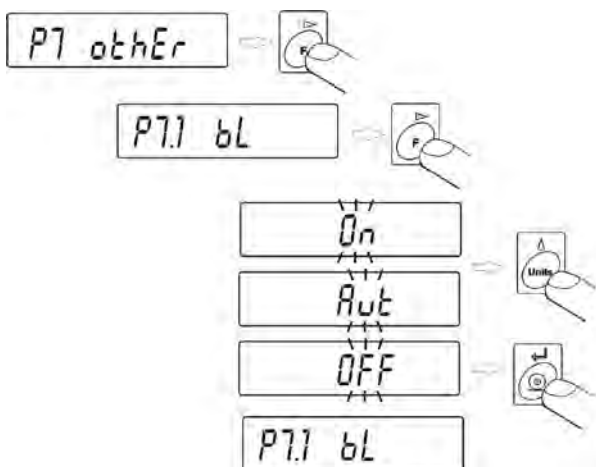 P7 othEr
F
P7.1 bL
F
On
Units
Aut
OFF
P7.1 bL